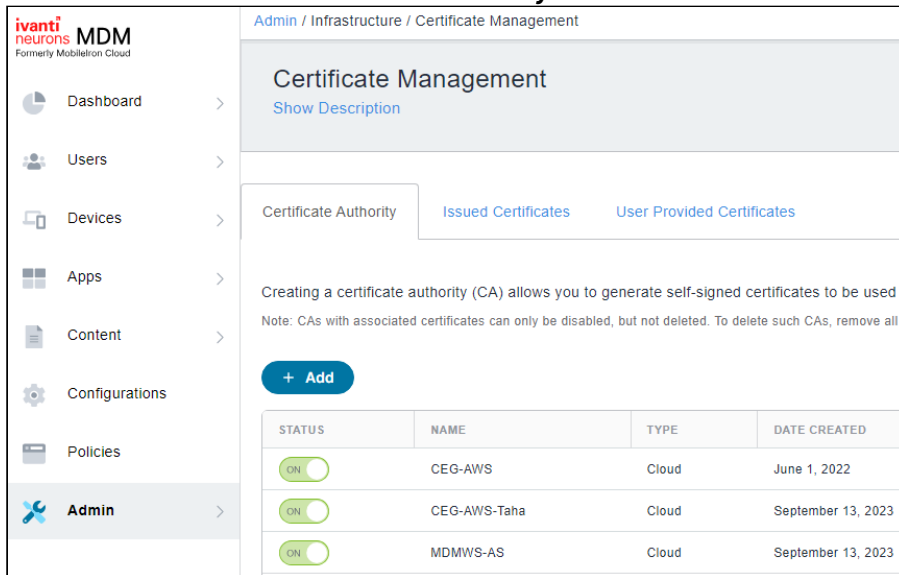 ivanti
neurons MDM
Formerly MobileIron Cloud
Dashboard
Users
Devices
Apps
Content
Configurations
Policies
Admin
Admin / Infrastructure / Certificate Management
Certificate Management
Show Description
Certificate Authority Issued Certificates User Provided Certificates
Creating a certificate authority (CA) allows you to generate self-signed certificates to be used
Note: CAs with associated certificates can only be disabled, but not deleted. To delete such CAs, remove all
+ Add
STATUS NAME TYPE DATE CREATED
ON CEG-AWS Cloud June 1, 2022
ON CEG-AWS-Taha Cloud September 13, 2023
ON MDMWS-AS Cloud September 13, 2023